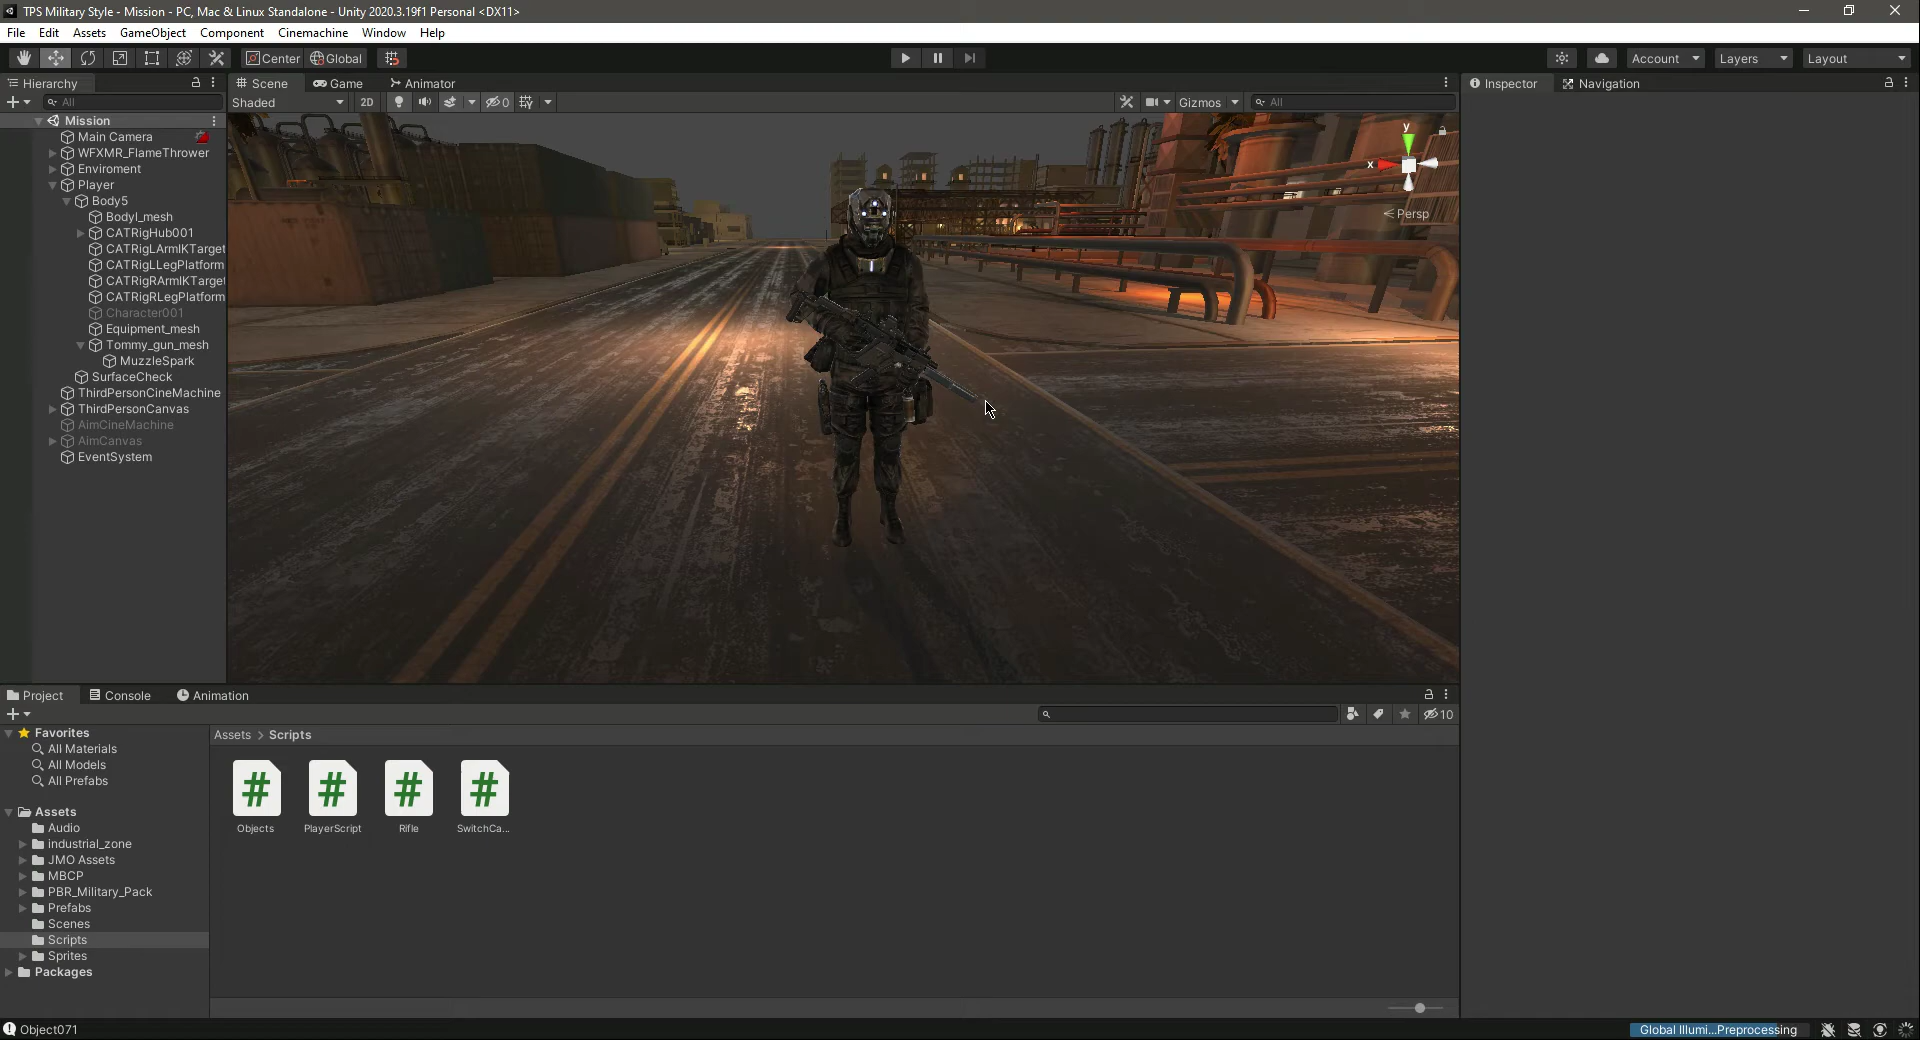 TPS Military Style - Mission - PC, Mac & Linux Standalone - Unity 2020.3.19f1 Personal <DX11>
File Edit Assets GameObject Component Cinemachine Window Help
Center Global Account Layers Layout
Hierarchy
All
Mission
Main Camera
WFXMR_FlameThrower
Enviroment
Player
Body5
Bodyl_mesh
CATRigHub001
CATRigLArmIKTarget
CATRigLLegPlatform
CATRigRArmIKTarget
CATRigRLegPlatform
Character001
Equipment_mesh
Tommy_gun_mesh
MuzzleSpark
SurfaceCheck
ThirdPersonCineMachine
ThirdPersonCanvas
AimCineMachine
AimCanvas
EventSystem
Scene Game Animator
Shaded 2D 0 Gizmos All
y
x
Persp
Inspector Navigation
Project Console Animation
10
Favorites
All Materials
All Models
All Prefabs
Assets
Audio
industrial_zone
JMO Assets
MBCP
PBR_Military_Pack
Prefabs
Scenes
Scripts
Sprites
Packages
Assets > Scripts
# # # #
Objects PlayerScript Rifle SwitchCa...
Object071
Global Illumi...Preprocessing